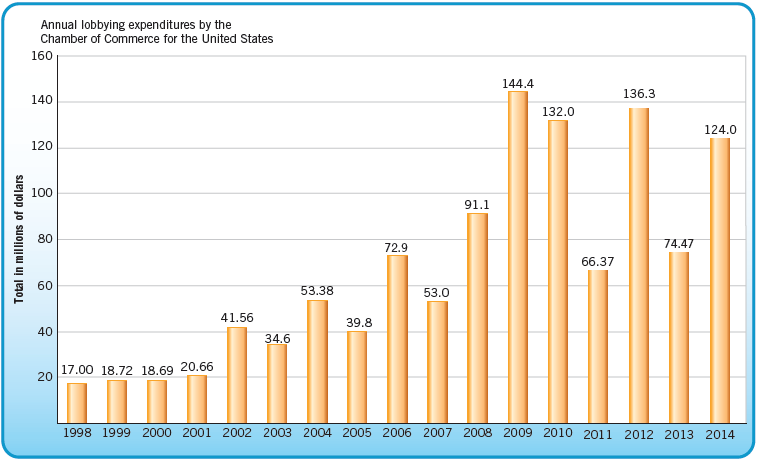 Annual lobbying expenditures by the
Chamber of Commerce for the United States
Total in millions of dollars
160
140
120
100
80
60
40
20
17.00 18.72 18.69 20.66 41.56 34.6 53.38 39.8 72.9 53.0 91.1 144.4 132.0 66.37 136.3 74.47 124.0
1998 1999 2000 2001 2002 2003 2004 2005 2006 2007 2008 2009 2010 2011 2012 2013 2014